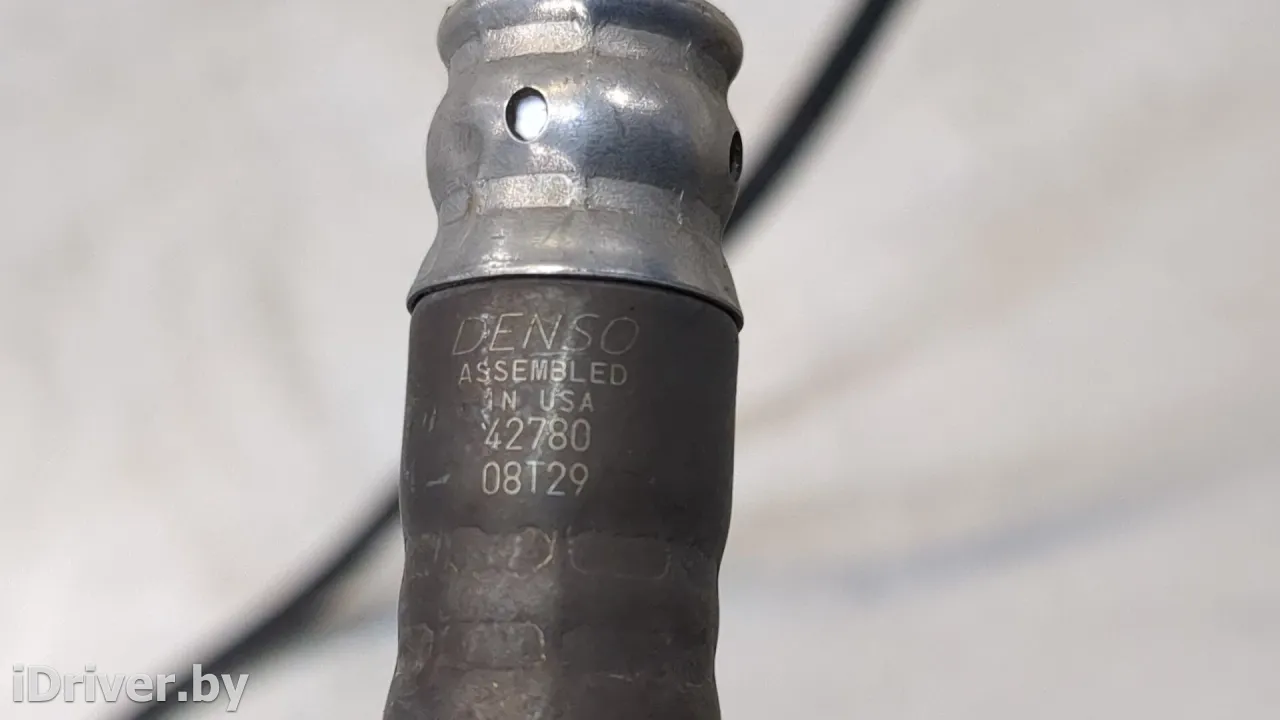 DENSO
ASSEMBLED
IN USA
42780
08T29
iDriver.by